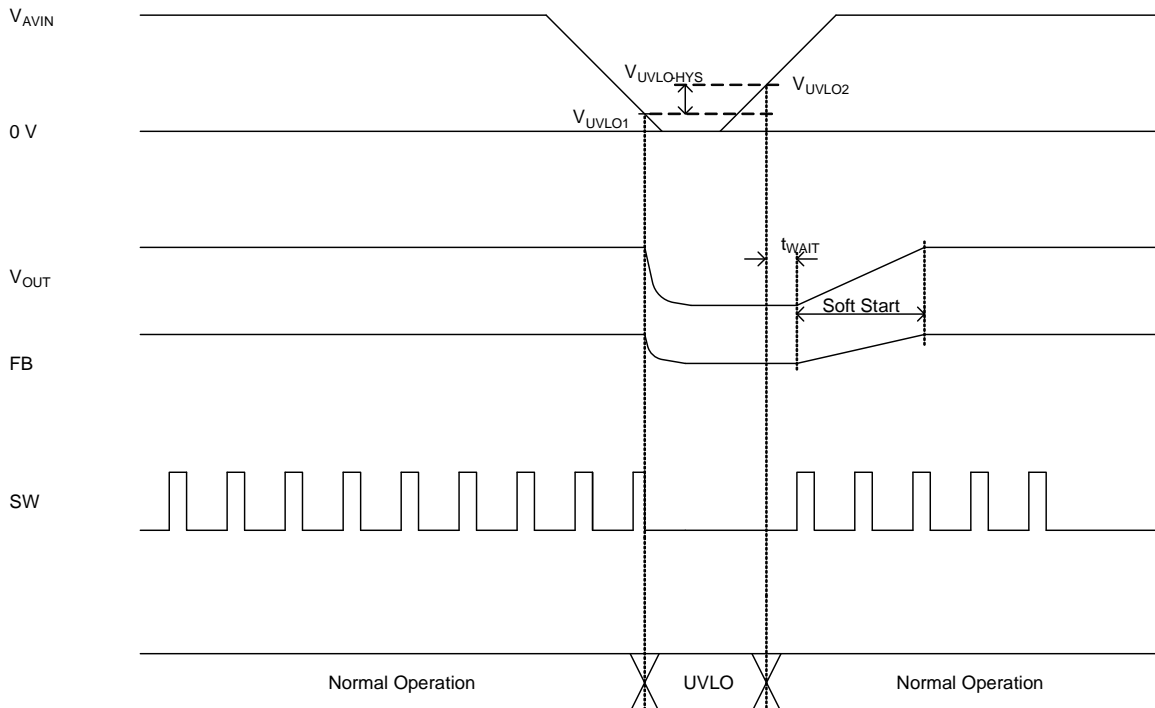 VAVIN
VUVLO-HYS
VUVLO2
VUVLO1
0 V
tWAIT
VOUT
Soft Start
FB
SW
Normal Operation
UVLO
Normal Operation